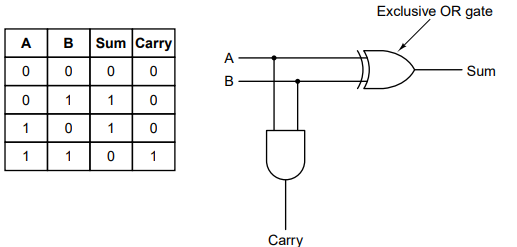 Exclusive OR gate
A B Sum Carry
0 0 0 0
0 1 1 0
1 0 1 0
1 1 0 1
A
B
Sum
Carry